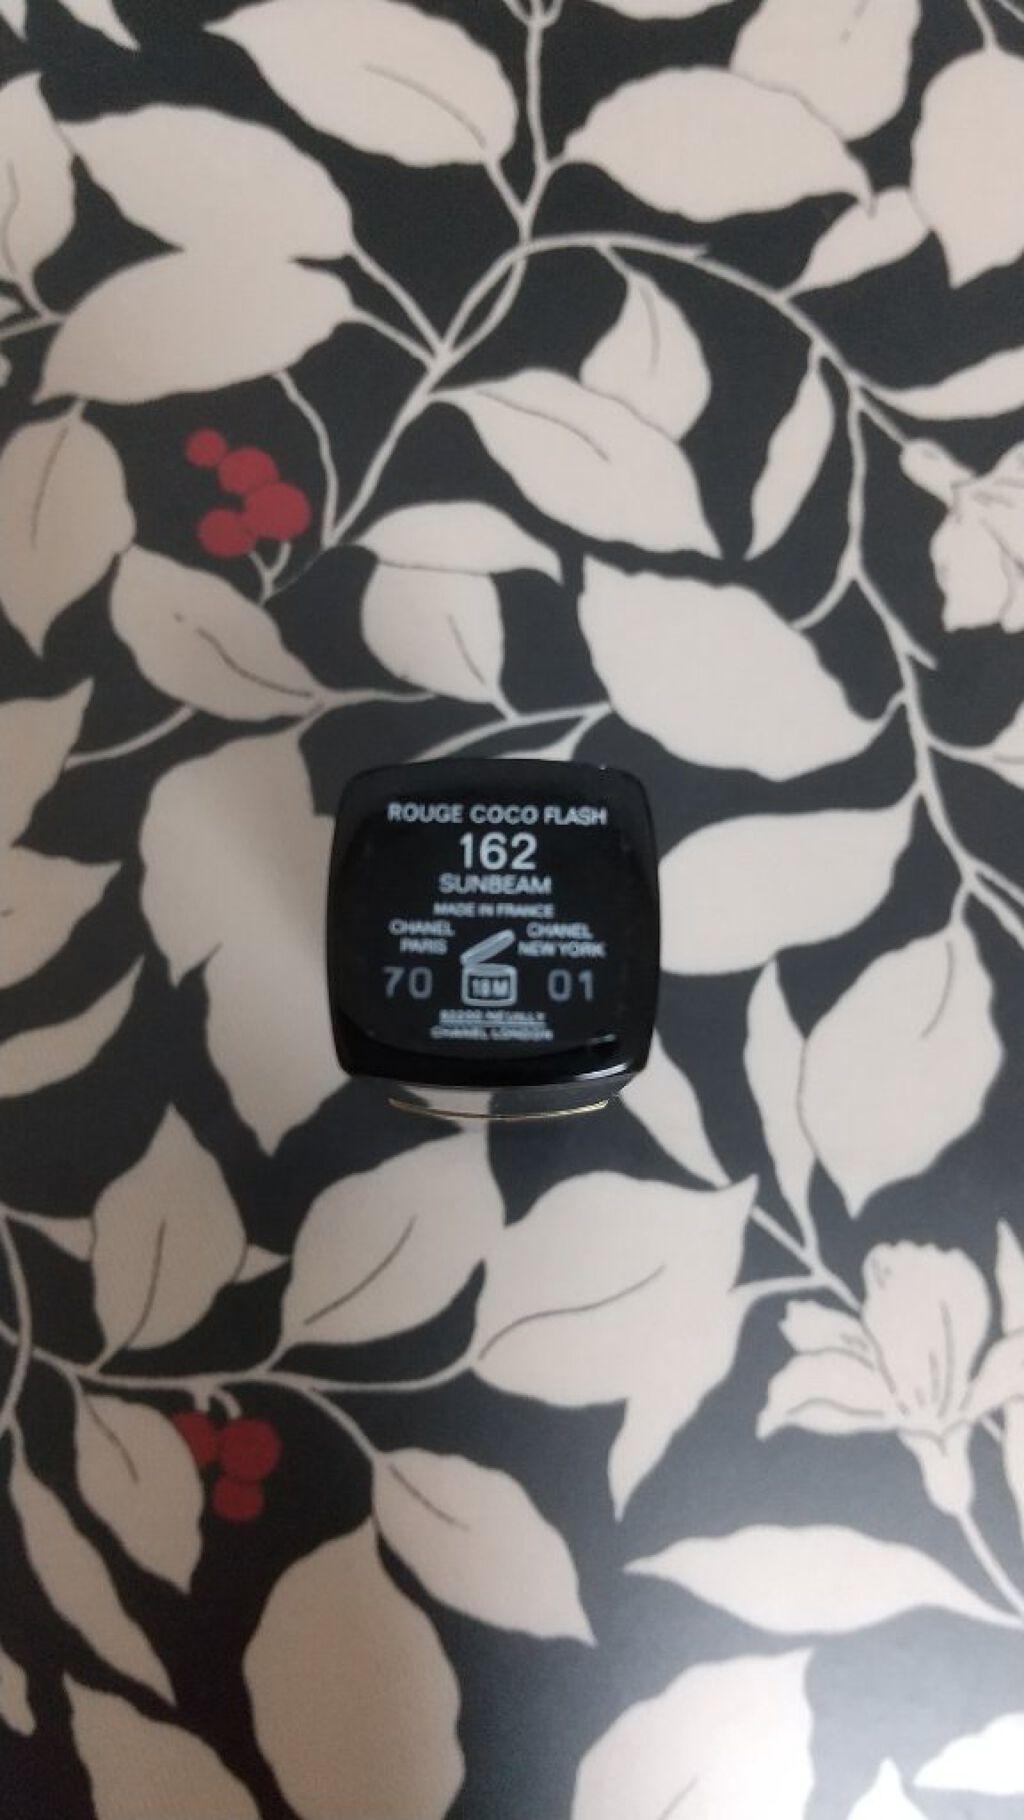 ROUGE COCO FLASH
162
SUNBEAM
MADE IN FRANCE
CHANEL CHANEL
PARIS NEW YORK
70 18M 01
92200 NEUILLY
CHANEL LONDON